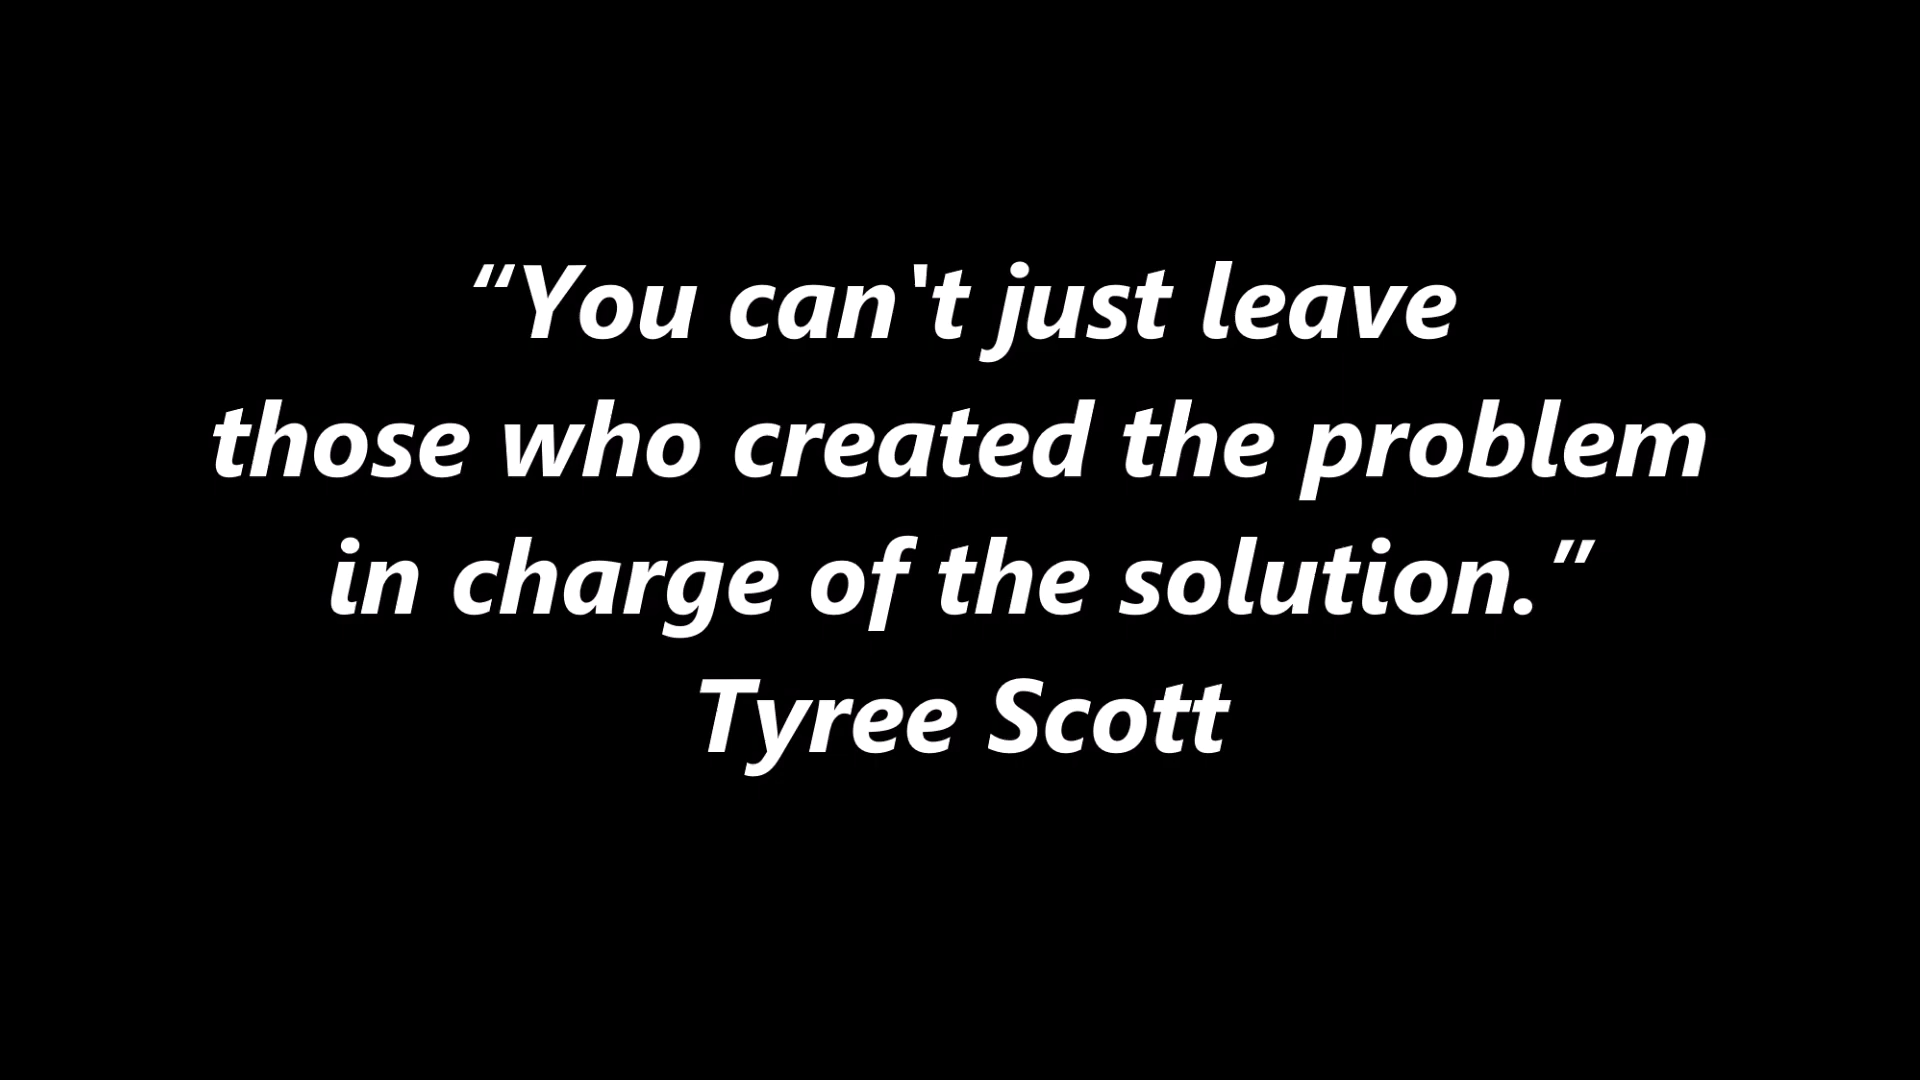 “You can't just leave
those who created the problem
in charge of the solution.”
Tyree Scott